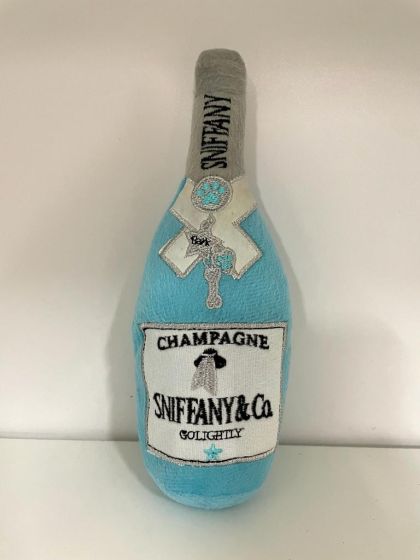 SNIFFANY
Bark
CHAMPAGNE
SNIFFANY & Co.
GOLIGHTLY